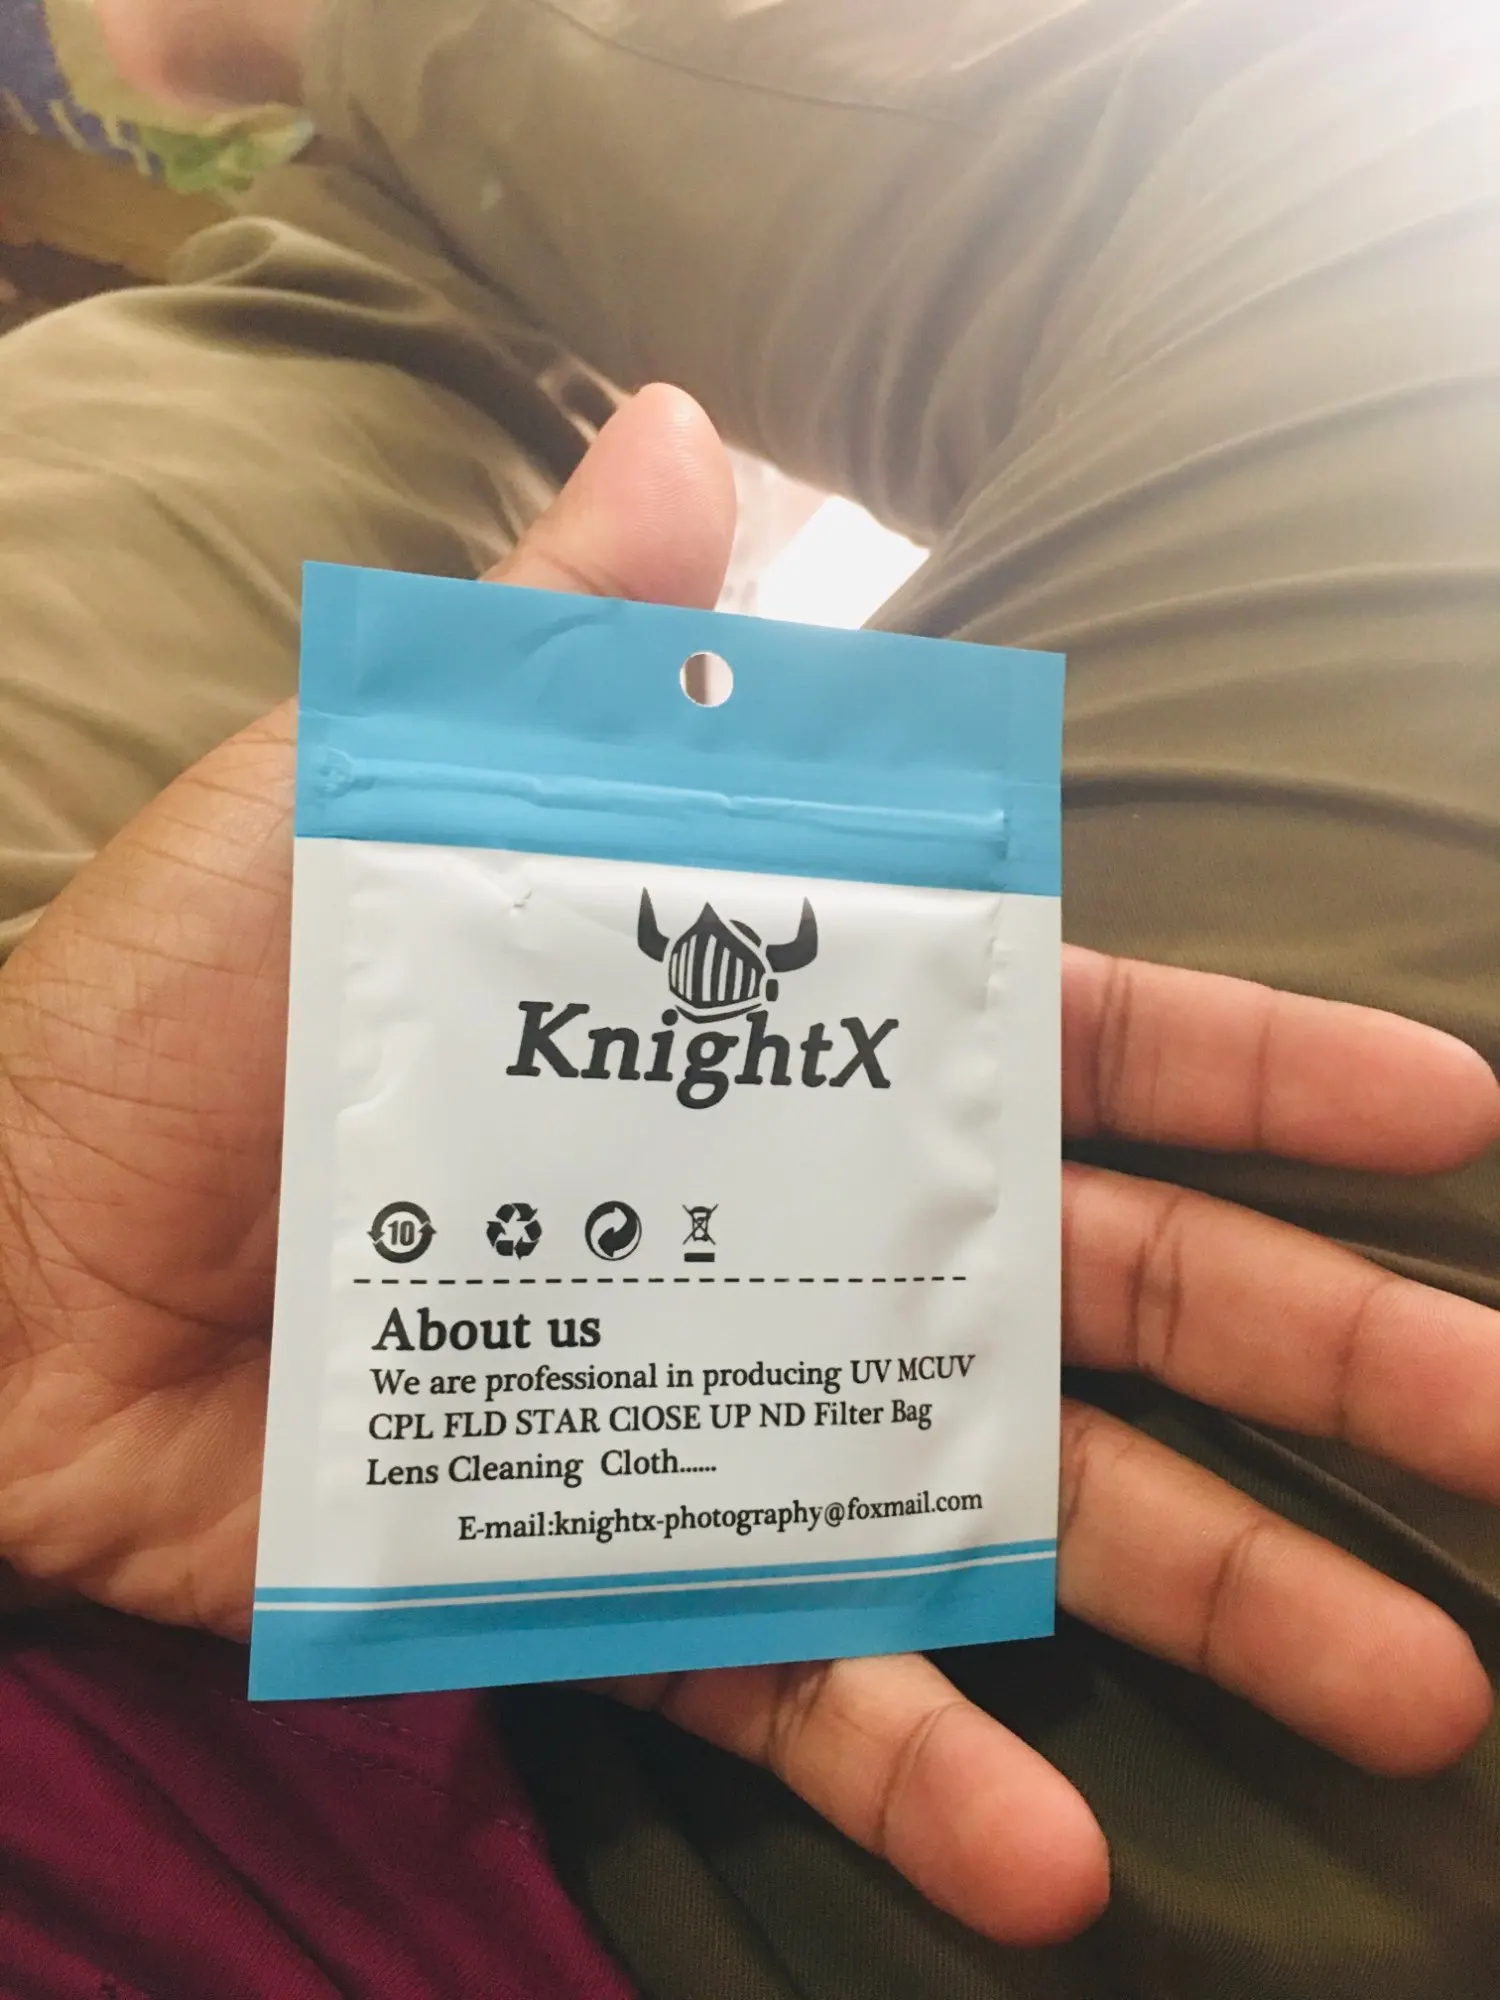 KnightX
10
About us
We are professional in producing UV MCUV
CPL FLD STAR ClOSE UP ND Filter Bag
Lens Cleaning Cloth......
E-mail:knightx-photography@foxmail.com